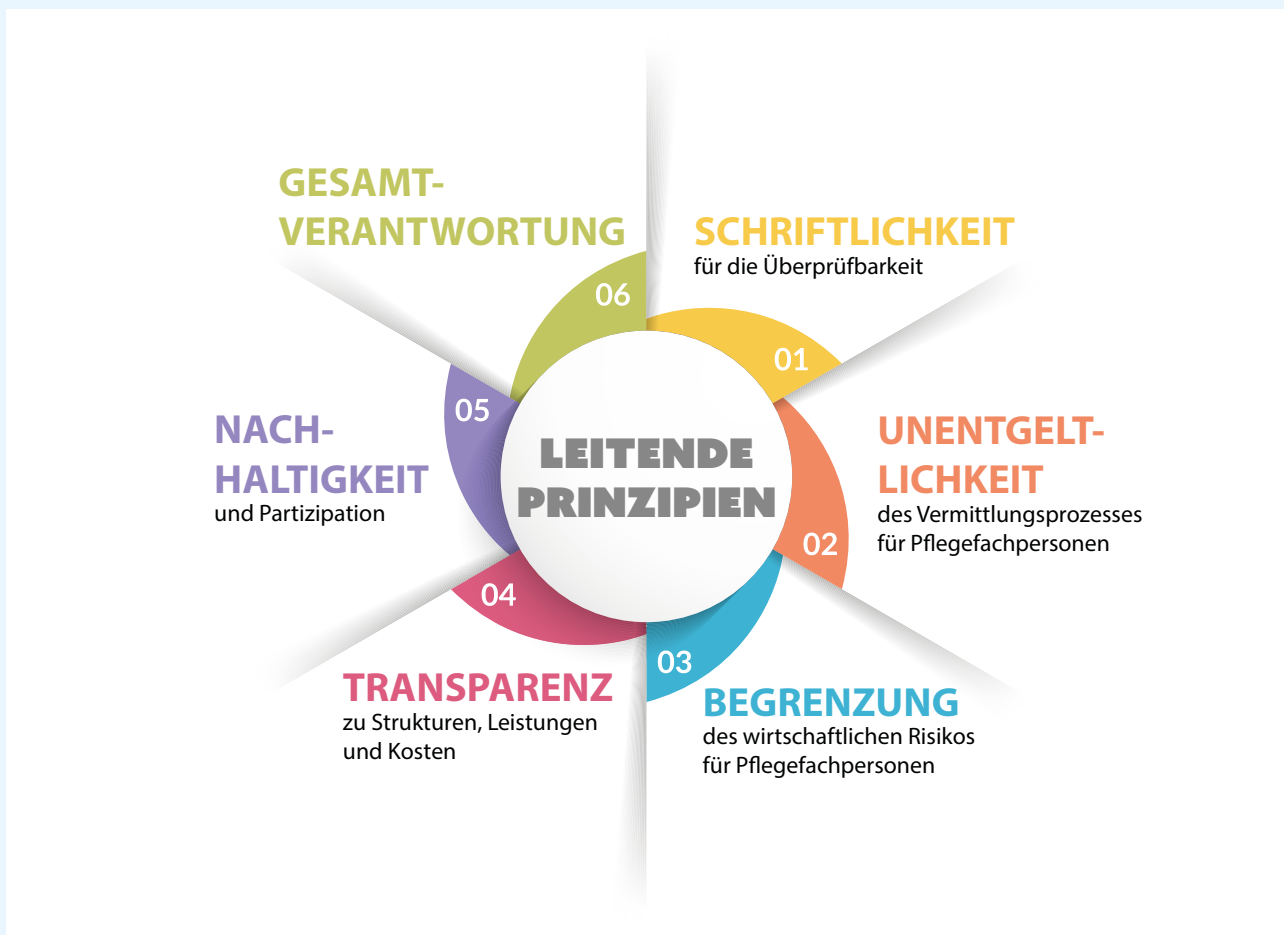 LEITENDE
PRINZIPIEN
01
SCHRIFTLICHKEIT
für die Überprüfbarkeit
02
UNENTGELT-
LICHKEIT
des Vermittlungsprozesses
für Pflegefachpersonen
03
BEGRENZUNG
des wirtschaftlichen Risikos
für Pflegefachpersonen
04
TRANSPARENZ
zu Strukturen, Leistungen
und Kosten
05
NACH-
HALTIGKEIT
und Partizipation
06
GESAMT-
VERANTWORTUNG